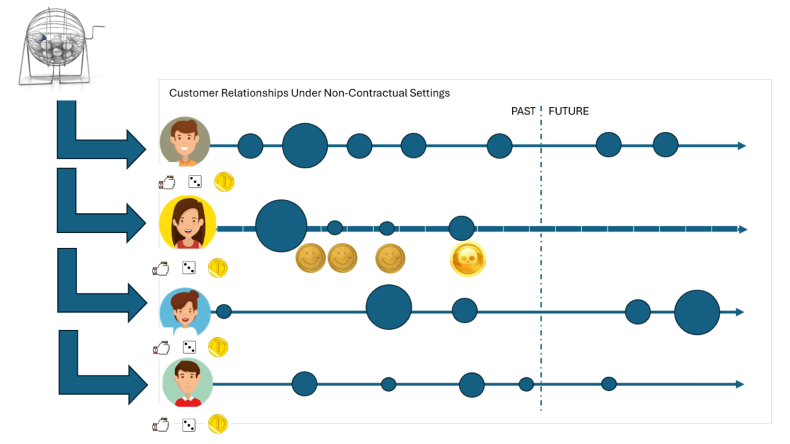 Customer Relationships Under Non-Contractual Settings
PAST FUTURE